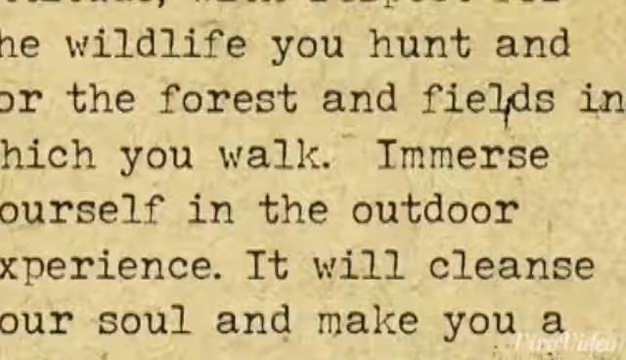 he wildlife you hunt and
or the forest and fields in
hich you walk. Immerse
ourself in the outdoor
xperience. It will cleanse
our soul and make you a
VivaVideo